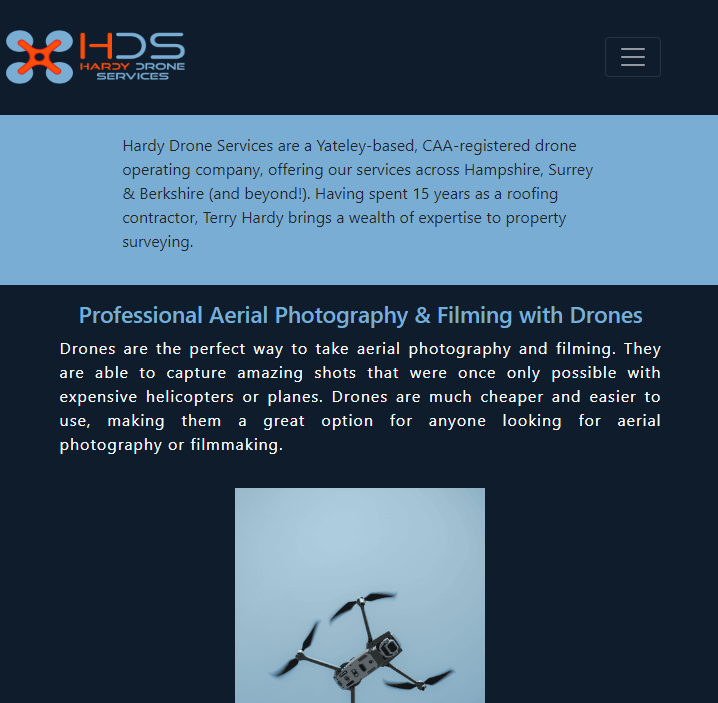 HDS
HARDY DRONE
SERVICES
Hardy Drone Services are a Yateley-based, CAA-registered drone
operating company, offering our services across Hampshire, Surrey
& Berkshire (and beyond!). Having spent 15 years as a roofing
contractor, Terry Hardy brings a wealth of expertise to property
surveying.
Professional Aerial Photography & Filming with Drones
Drones are the perfect way to take aerial photography and filming. They
are able to capture amazing shots that were once only possible with
expensive helicopters or planes. Drones are much cheaper and easier to
use, making them a great option for anyone looking for aerial
photography or filmmaking.